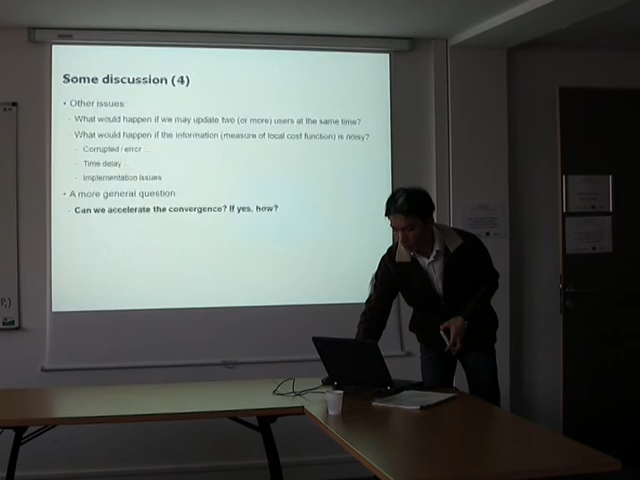 Some discussion (4)
• Other issues:
- What would happen if we may update two (or more) users at the same time?
- What would happen if the information (measure of local cost function) is noisy?
- Corrupted / error ...
- Time delay ...
- Implementation issues
• A more general question
- Can we accelerate the convergence? If yes, how?